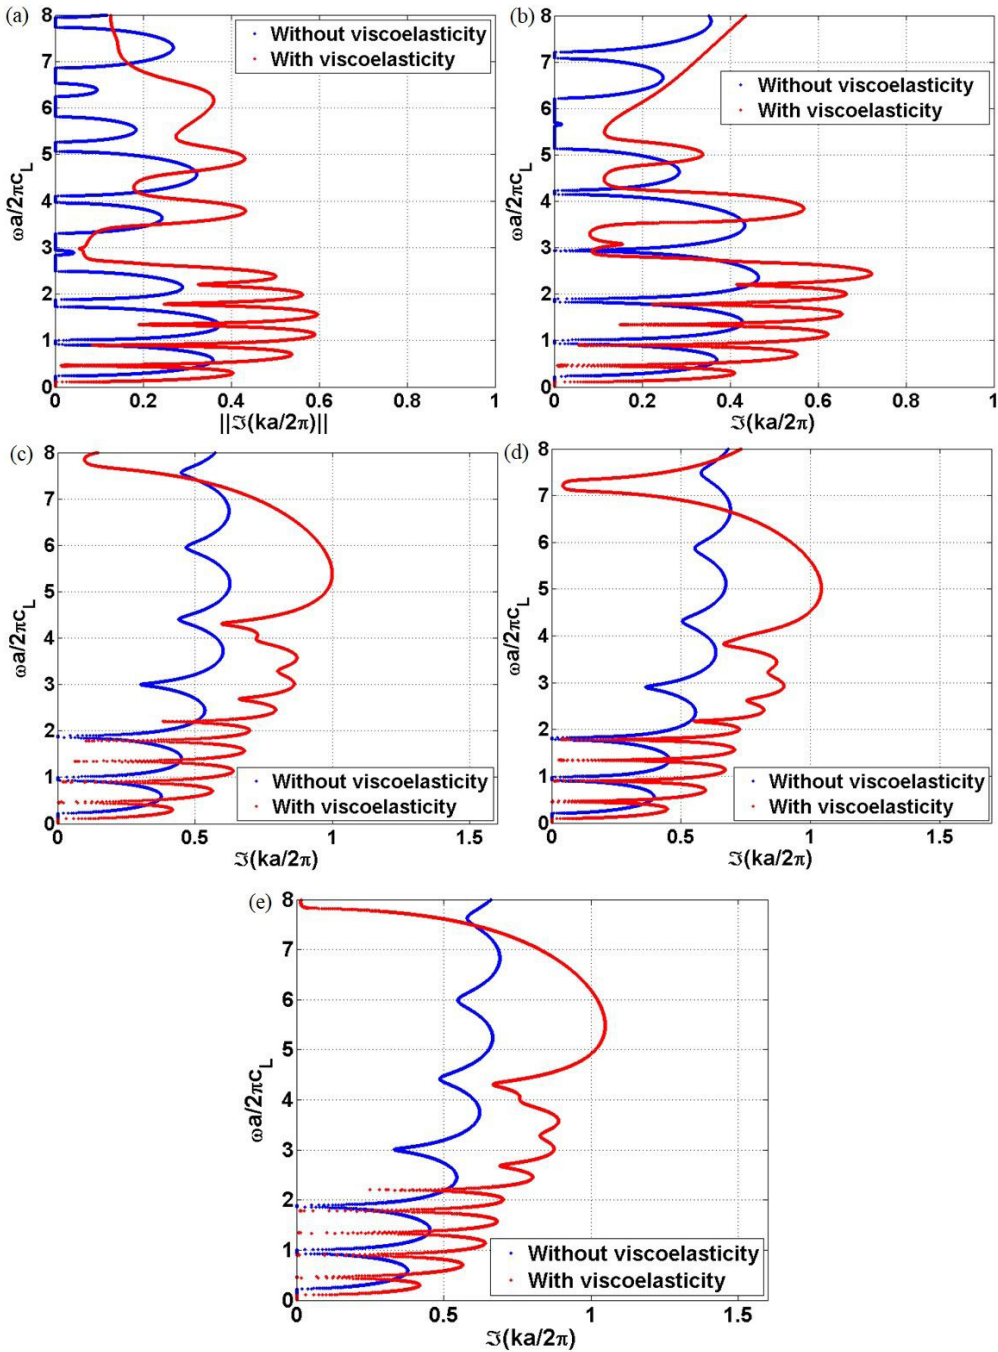 (a)
8
7
6
5
4
3
2
1
0
ωa/2πc_L
Without viscoelasticity
With viscoelasticity
0
0.2
0.4
0.6
0.8
1
||ℑ(ka/2π)||
(b)
8
7
6
5
4
3
2
1
0
ωa/2πc_L
Without viscoelasticity
With viscoelasticity
0
0.2
0.4
0.6
0.8
1
ℑ(ka/2π)
(c)
8
7
6
5
4
3
2
1
0
ωa/2πc_L
Without viscoelasticity
With viscoelasticity
0
0.5
1
1.5
ℑ(ka/2π)
(d)
8
7
6
5
4
3
2
1
0
ωa/2πc_L
Without viscoelasticity
With viscoelasticity
0
0.5
1
1.5
ℑ(ka/2π)
(e)
8
7
6
5
4
3
2
1
0
ωa/2πc_L
Without viscoelasticity
With viscoelasticity
0
0.5
1
1.5
ℑ(ka/2π)